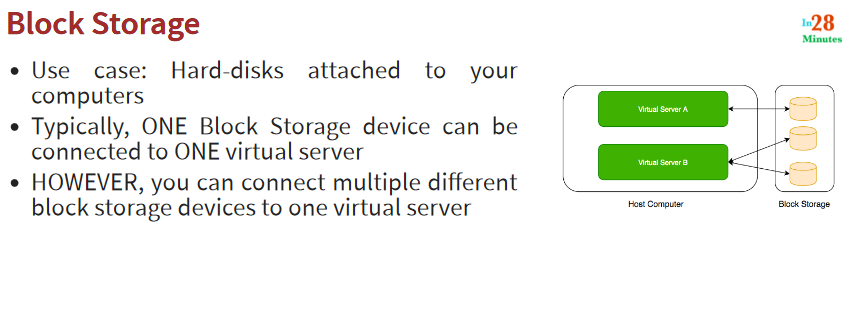 Block Storage
In28
Minutes
• Use case: Hard-disks attached to your
computers
• Typically, ONE Block Storage device can be
connected to ONE virtual server
• HOWEVER, you can connect multiple different
block storage devices to one virtual server
Virtual Server A
Virtual Server B
Host Computer
Block Storage